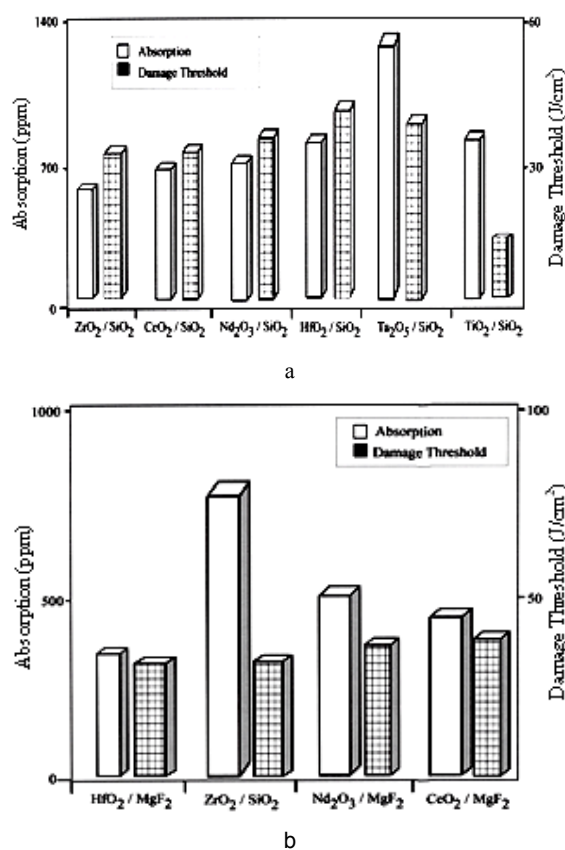 1400
60
Absorption
Damage Threshold
Absorption (ppm)
Damage Threshold (J/cm²)
700
30
0
ZrO₂ / SiO₂ CeO₂ / SiO₂ Nd₂O₃ / SiO₂ HfO₂ / SiO₂ Ta₂O₅ / SiO₂ TiO₂ / SiO₂
a
1000
100
Absorption
Damage Threshold
Absorption (ppm)
Damage Threshold (J/cm²)
500
50
0
HfO₂ / MgF₂ ZrO₂ / SiO₂ Nd₂O₃ / MgF₂ CeO₂ / MgF₂
b